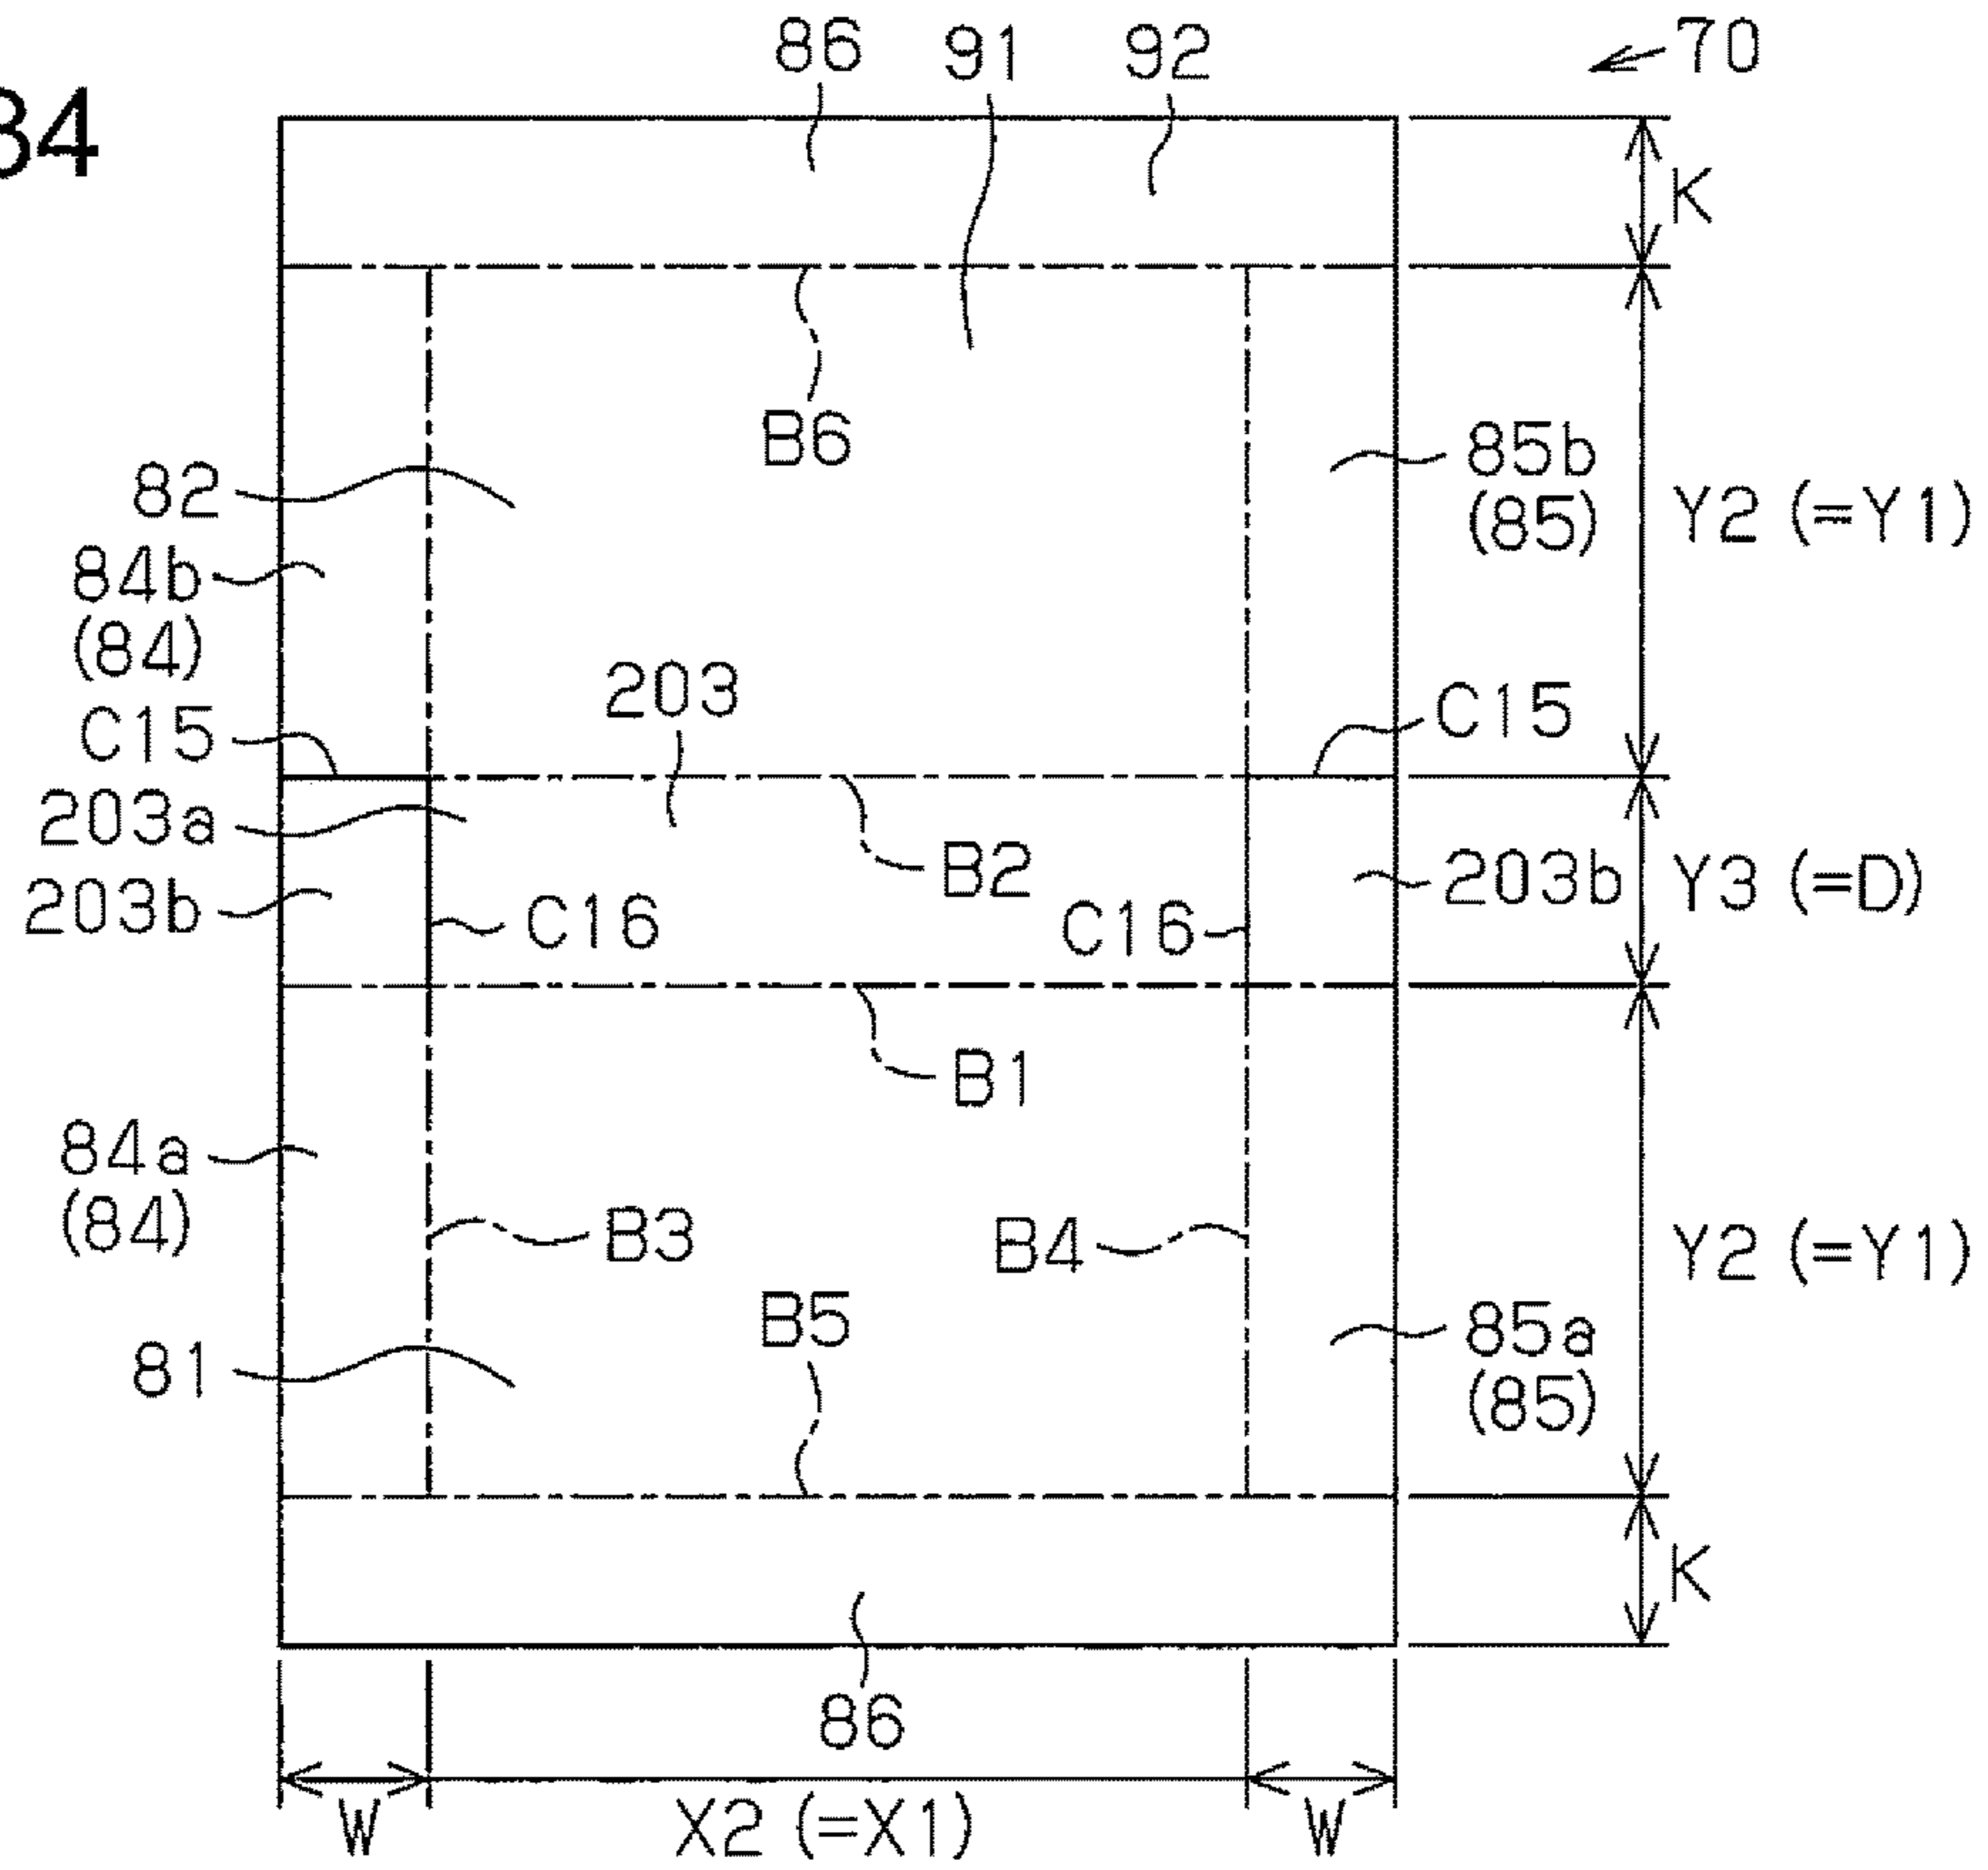 34
86 91 92 70
K
B6
82
85b
(85)
Y2 (=Y1)
84b
(84)
203
C15
C15
203a
B2
203b
Y3 (=D)
203b
C16
C16
B1
84a
(84)
B3
B4
Y2 (=Y1)
B5
85a
(85)
81
K
86
W
X2 (=X1)
W